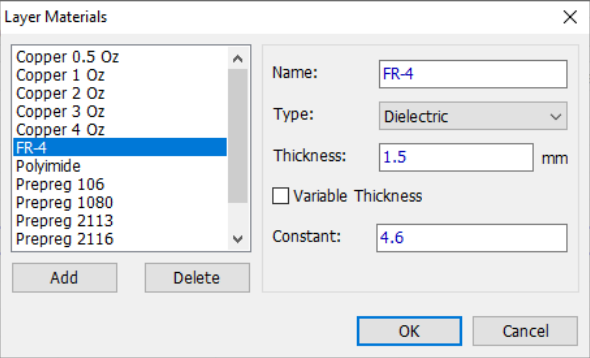 Layer Materials
Copper 0.5 Oz
Copper 1 Oz
Copper 2 Oz
Copper 3 Oz
Copper 4 Oz
FR-4
Polyimide
Prepreg 106
Prepreg 1080
Prepreg 2113
Prepreg 2116
Add
Delete
Name:
FR-4
Type:
Dielectric
Thickness:
1.5
mm
Variable Thickness
Constant:
4.6
OK
Cancel